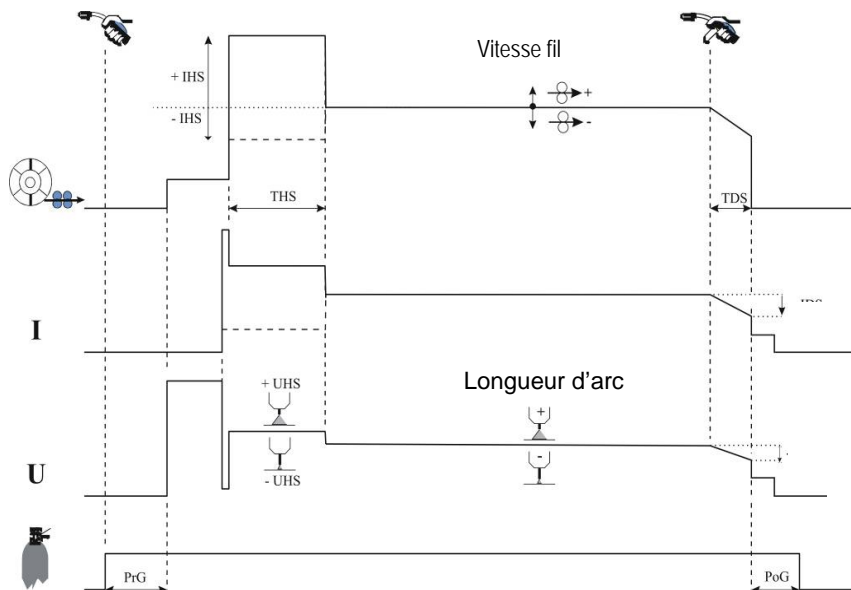 Vitesse fil
+ IHS
- IHS
+
-
THS
TDS
I
Longueur d'arc
+ UHS
+
-
- UHS
U
PrG
PoG